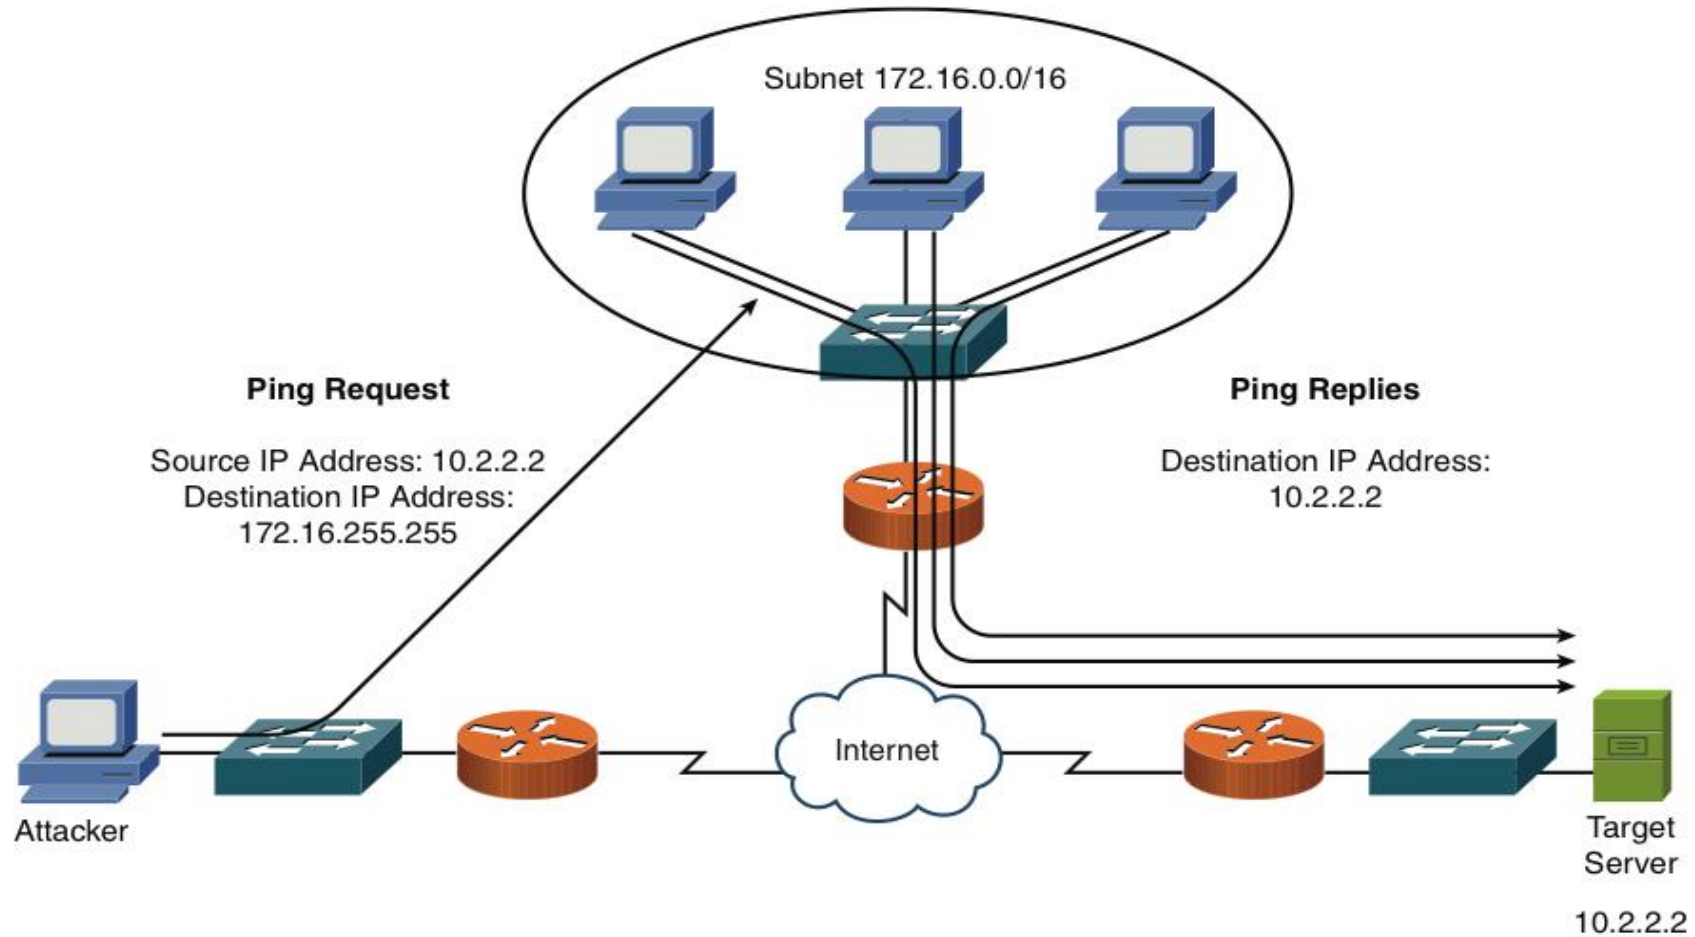 Subnet 172.16.0.0/16
Ping Request
Source IP Address: 10.2.2.2
Destination IP Address:
172.16.255.255
Ping Replies
Destination IP Address:
10.2.2.2
Internet
Attacker
Target
Server
10.2.2.2